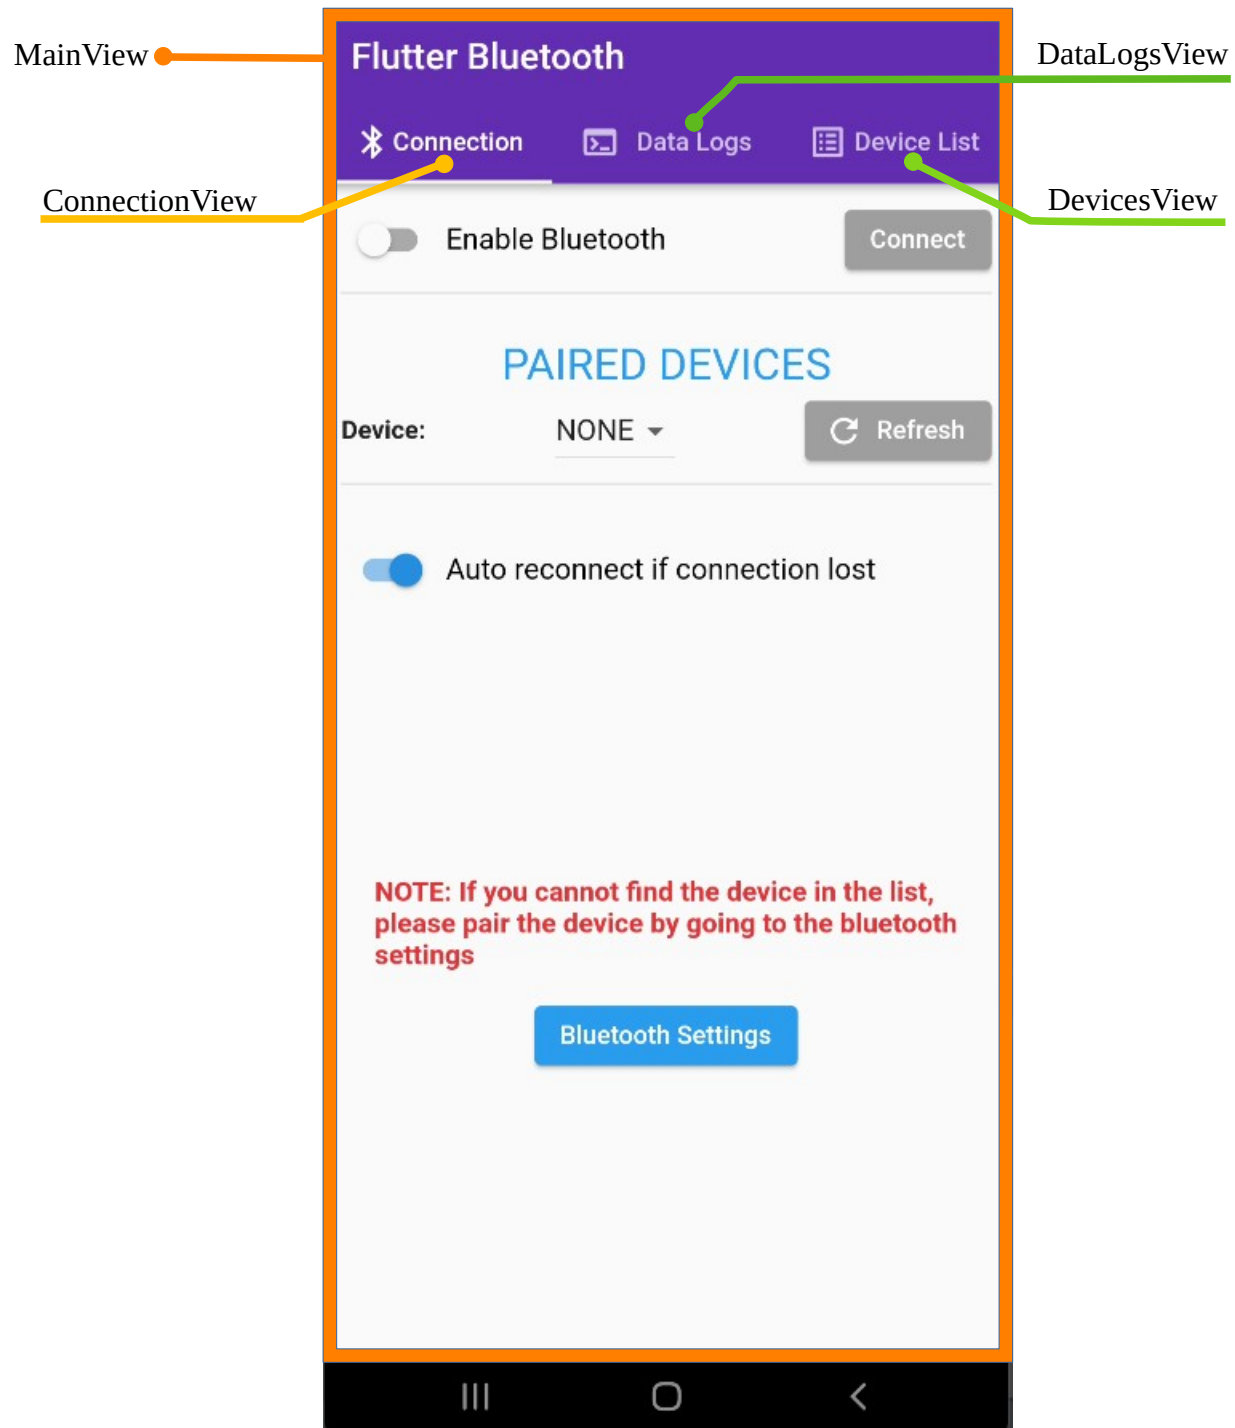 MainView
Flutter Bluetooth
DataLogsView
Connection
Data Logs
Device List
ConnectionView
DevicesView
Enable Bluetooth
Connect
PAIRED DEVICES
Device:
NONE
Refresh
Auto reconnect if connection lost
NOTE: If you cannot find the device in the list,
please pair the device by going to the bluetooth
settings
Bluetooth Settings